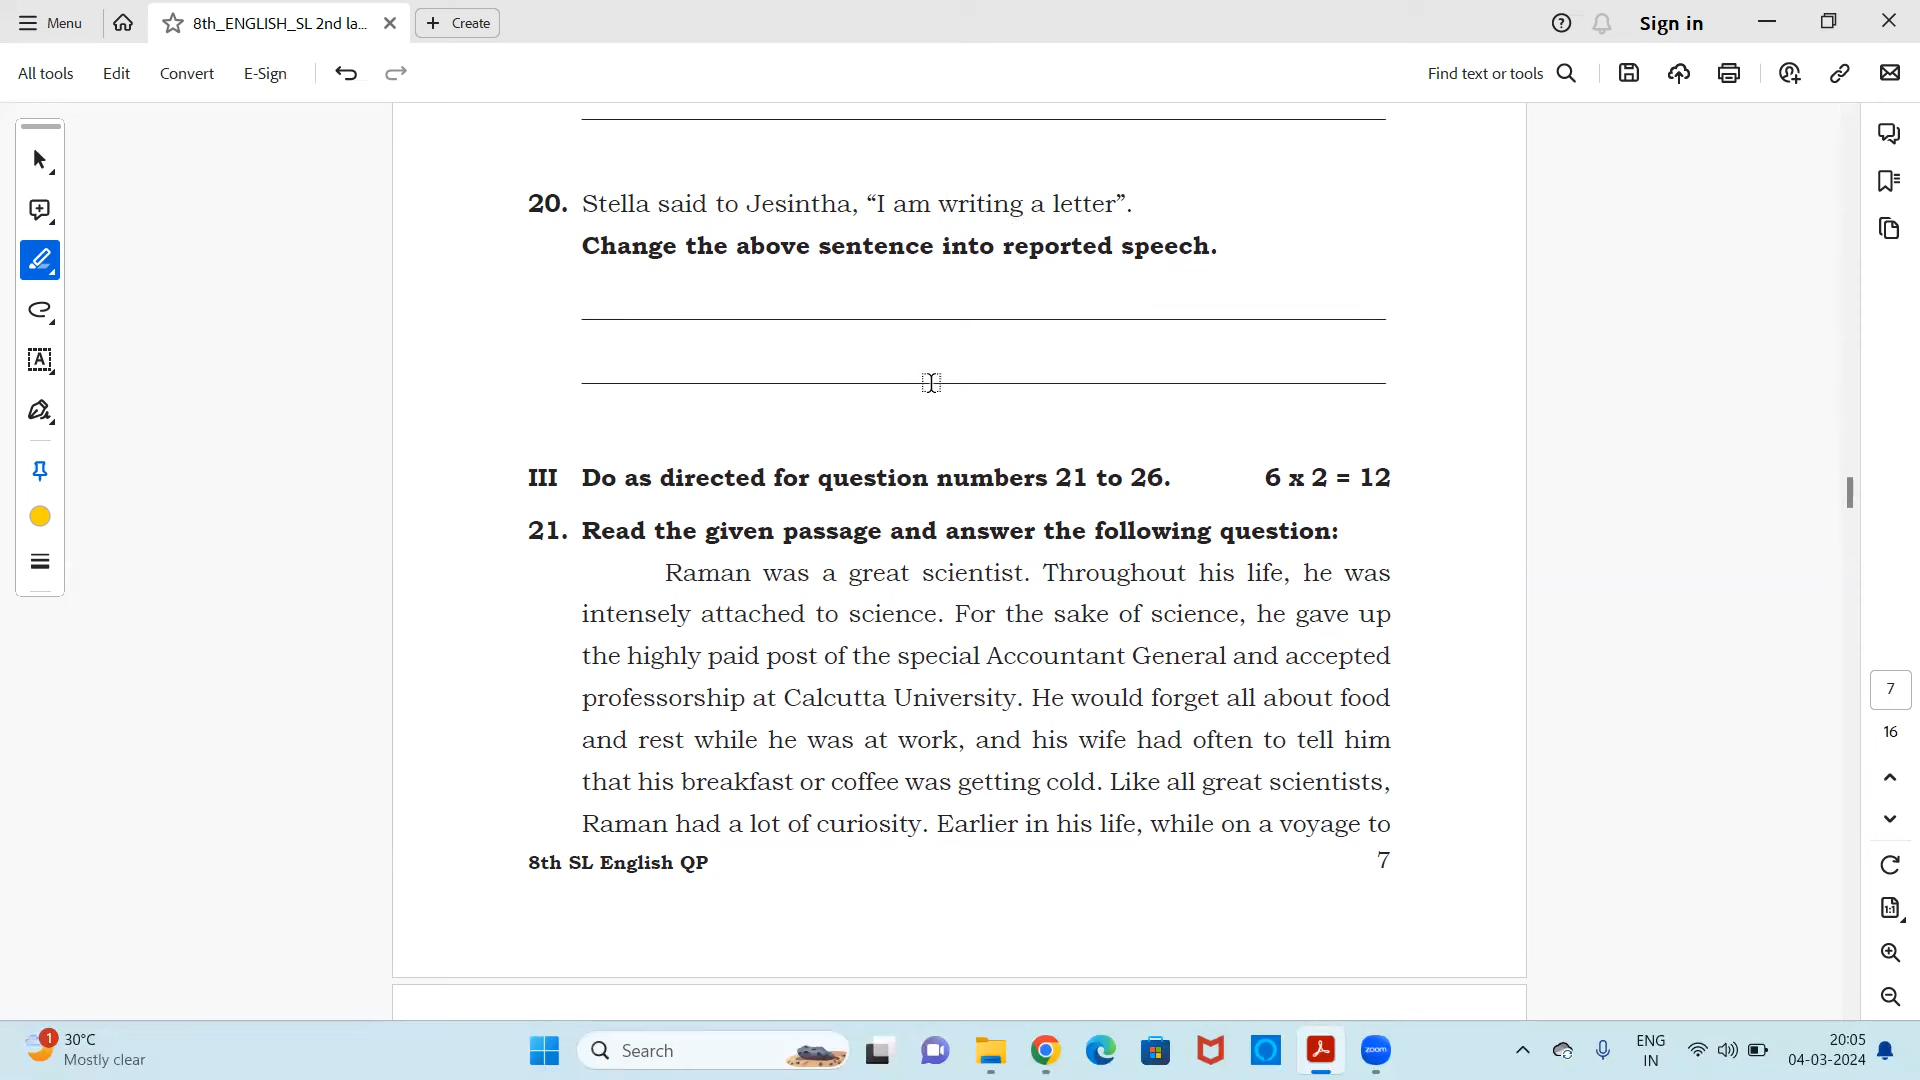 Menu
8th_ENGLISH_SL 2nd la...
Create
Sign in
All tools
Edit
Convert
E-Sign
Find text or tools
20. Stella said to Jesintha, “I am writing a letter”.
Change the above sentence into reported speech.
III Do as directed for question numbers 21 to 26. 6 x 2 = 12
21. Read the given passage and answer the following question:
Raman was a great scientist. Throughout his life, he was
intensely attached to science. For the sake of science, he gave up
the highly paid post of the special Accountant General and accepted
professorship at Calcutta University. He would forget all about food
and rest while he was at work, and his wife had often to tell him
that his breakfast or coffee was getting cold. Like all great scientists,
Raman had a lot of curiosity. Earlier in his life, while on a voyage to
8th SL English QP 7
7
16
1
30°C
Mostly clear
Search
zoom
ENG
IN
20:05
04-03-2024